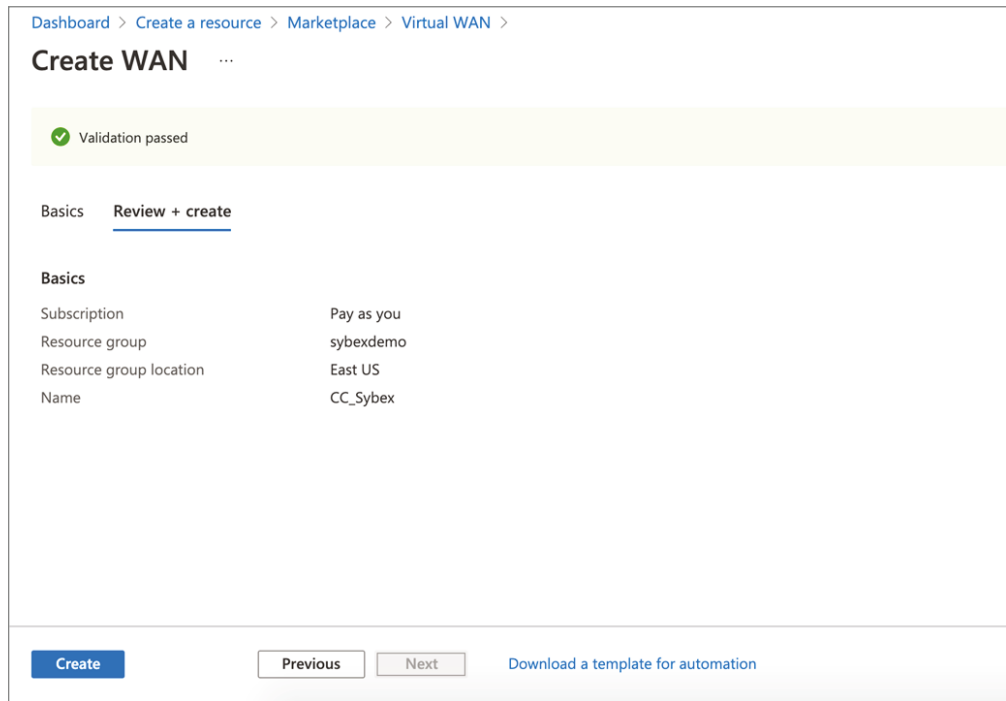 Dashboard > Create a resource > Marketplace > Virtual WAN >
Create WAN ...
Validation passed
Basics Review + create
Basics
Subscription Pay as you
Resource group sybexdemo
Resource group location East US
Name CC_Sybex
Create Previous Next Download a template for automation